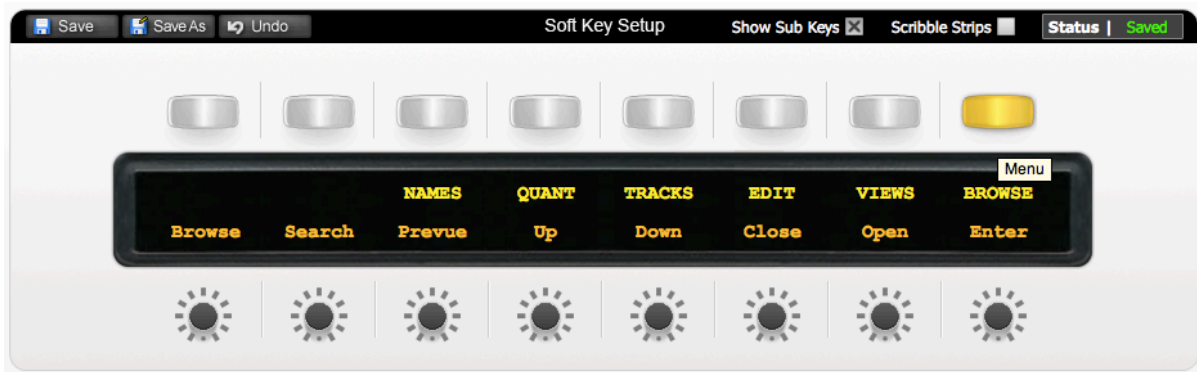 Save Save As Undo Soft Key Setup Show Sub Keys Scribble Strips Status | Saved
Menu
NAMES QUANT TRACKS EDIT VIEWS BROWSE
Browse Search Prevue Up Down Close Open Enter